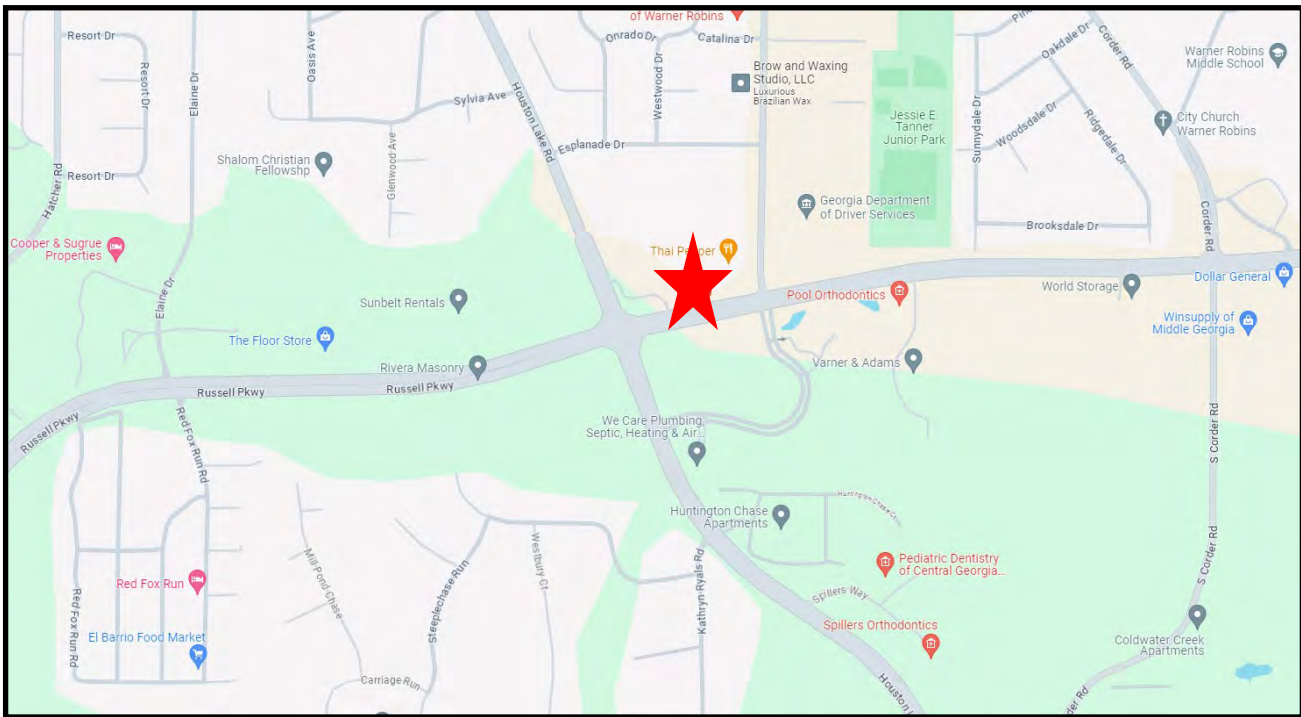 of Warner Robins
Resort Dr
Resort Dr
Elaine Dr
Oasis Ave
Sylvia Ave
Houston Lake Rd
Onrado Dr
Catalina Dr
Westwood Dr
Brow and Waxing
Studio, LLC
Luxurious
Brazilian Wax
Oakdale Dr
Corder Rd
Warner Robins
Middle School
Jessie E
Tanner
Junior Park
Sunnydale Dr
Woodsdale Dr
Ridgedale Dr
City Church
Warner Robins
Esplanade Dr
Shalom Christian
Fellowshp
Glenwood Ave
Resort Dr
Hatcher Rd
Georgia Department
of Driver Services
Brooksdale Dr
Corder Rd
Cooper & Sugrue
Properties
Thai Pepper
Elaine Dr
Sunbelt Rentals
Pool Orthodontics
World Storage
Dollar General
Winsupply of
Middle Georgia
The Floor Store
Rivera Masonry
Varner & Adams
Russell Pkwy
Russell Pkwy
Russell Pkwy
Red Fox Run Rd
We Care Plumbing,
Septic, Heating & Air...
S Corder Rd
Huntington Chase
Apartments
Huntington Chase
Mill Pond Chase
Steeplechase Run
Westbury Ct
Kathryn Ryals Rd
Pediatric Dentistry
of Central Georgia...
S Corder Rd
Red Fox Run
Red Fox Run Rd
Spillers Way
Spillers Orthodontics
El Barrio Food Market
Coldwater Creek
Apartments
Carriage Run
Houston